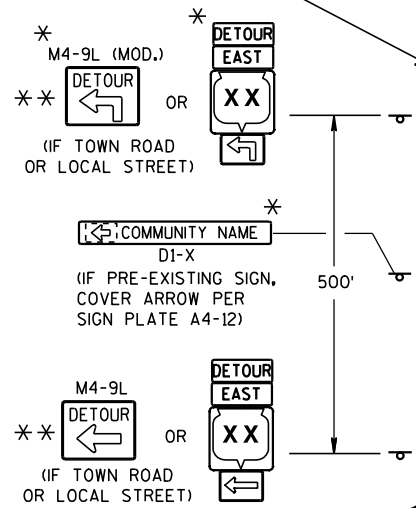 *
*
M4-9L (MOD.)
DETOUR
EAST
**
DETOUR
OR
XX
(IF TOWN ROAD
OR LOCAL STREET)
*
COMMUNITY NAME
D1-X
(IF PRE-EXISTING SIGN,
COVER ARROW PER
SIGN PLATE A4-12)
500'
M4-9L
DETOUR
EAST
**
DETOUR
OR
XX
(IF TOWN ROAD
OR LOCAL STREET)